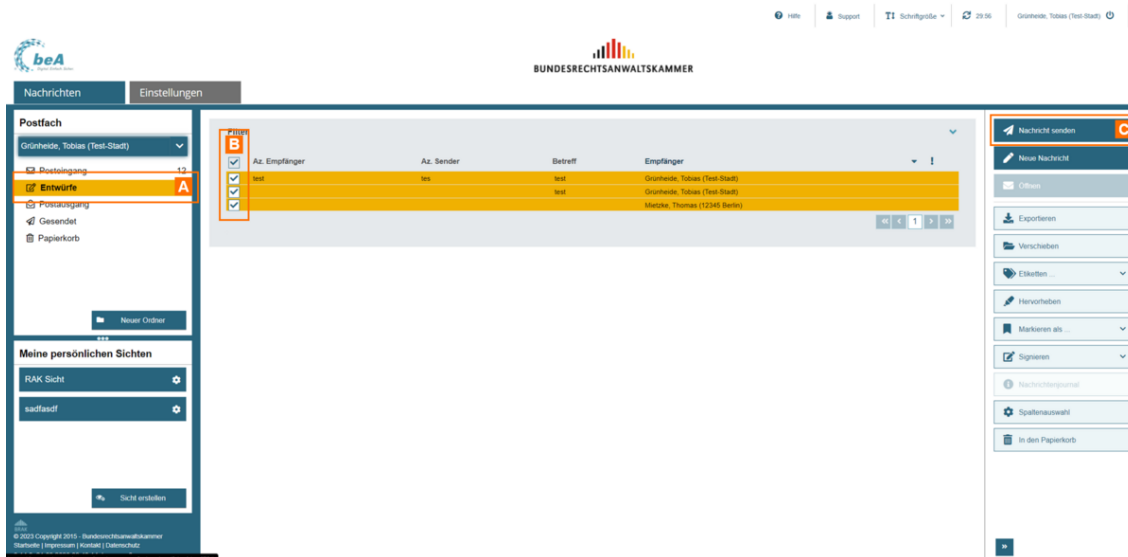 Hilfe Support Schriftgröße 29:56 Grünheide, Tobias (Test-Stadt)
beA
BUNDESRECHTSANWALTSKAMMER
Nachrichten Einstellungen
Postfach
Grünheide, Tobias (Test-Stadt)
Posteingang 12
Entwürfe A
Postausgang
Gesendet
Papierkorb
Neuer Ordner
Meine persönlichen Sichten
RAK Sicht
sadfasdf
Sicht erstellen
© 2023 Copyright 2015 - Bundesrechtsanwaltskammer
Startseite | Impressum | Kontakt | Datenschutz
Filter
B
Az. Empfänger Az. Sender Betreff Empfänger !
test tes test Grünheide, Tobias (Test-Stadt)
test Grünheide, Tobias (Test-Stadt)
Mietzke, Thomas (12345 Berlin)
« < 1 > »
Nachricht senden C
Neue Nachricht
Öffnen
Exportieren
Verschieben
Etiketten ...
Hervorheben
Markieren als ...
Signieren
Nachrichtenjournal
Spaltenauswahl
In den Papierkorb
»